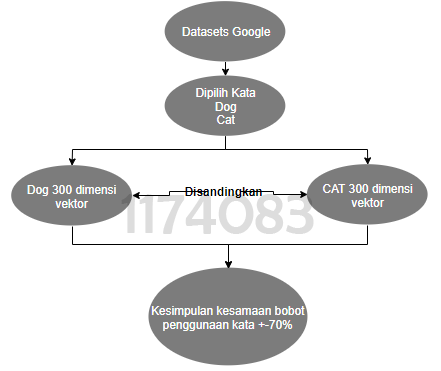 Datasets Google
Dipilih Kata
Dog
Cat
Dog 300 dimensi
vektor
Disandingkan
CAT 300 dimensi
vektor
1174083
Kesimpulan kesamaan bobot
penggunaan kata +-70%